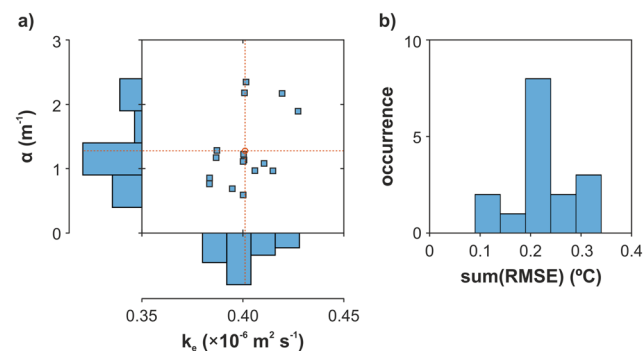 a)
3
2
1
0
α (m⁻¹)
0.35
0.40
0.45
kₑ (×10⁻⁶ m² s⁻¹)
b)
10
5
0
occurrence
0
0.1
0.2
0.3
0.4
sum(RMSE) (ºC)